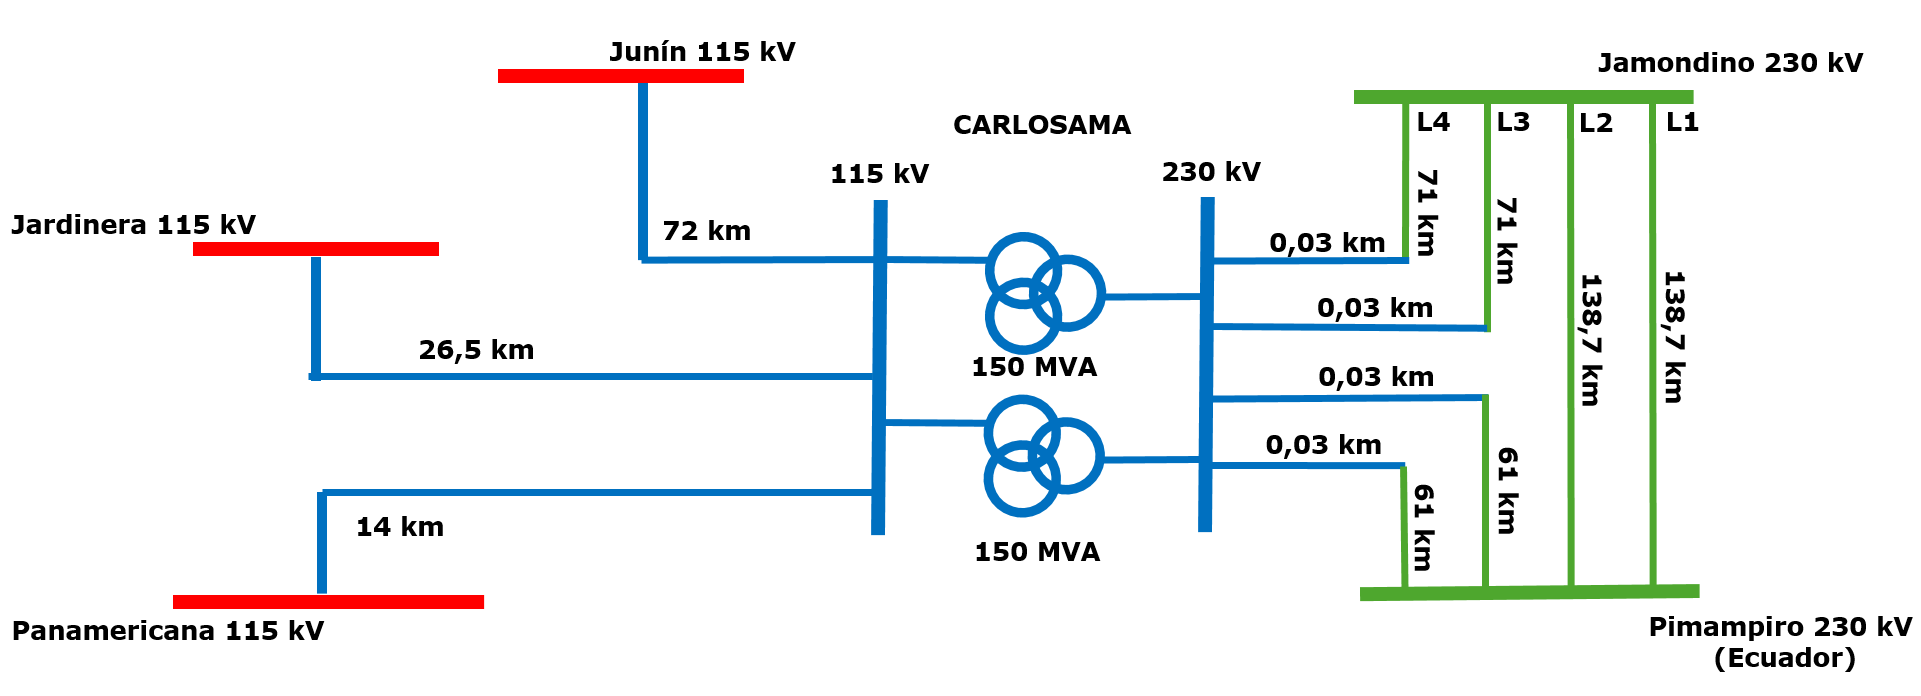 Junín 115 kV
Jamondino 230 kV
CARLOSAMA
L4
L3
L2
L1
115 kV
230 kV
Jardinera 115 kV
72 km
0,03 km
71 km
71 km
0,03 km
138,7 km
138,7 km
26,5 km
150 MVA
0,03 km
0,03 km
61 km
61 km
14 km
150 MVA
Panamericana 115 kV
Pimampiro 230 kV
(Ecuador)